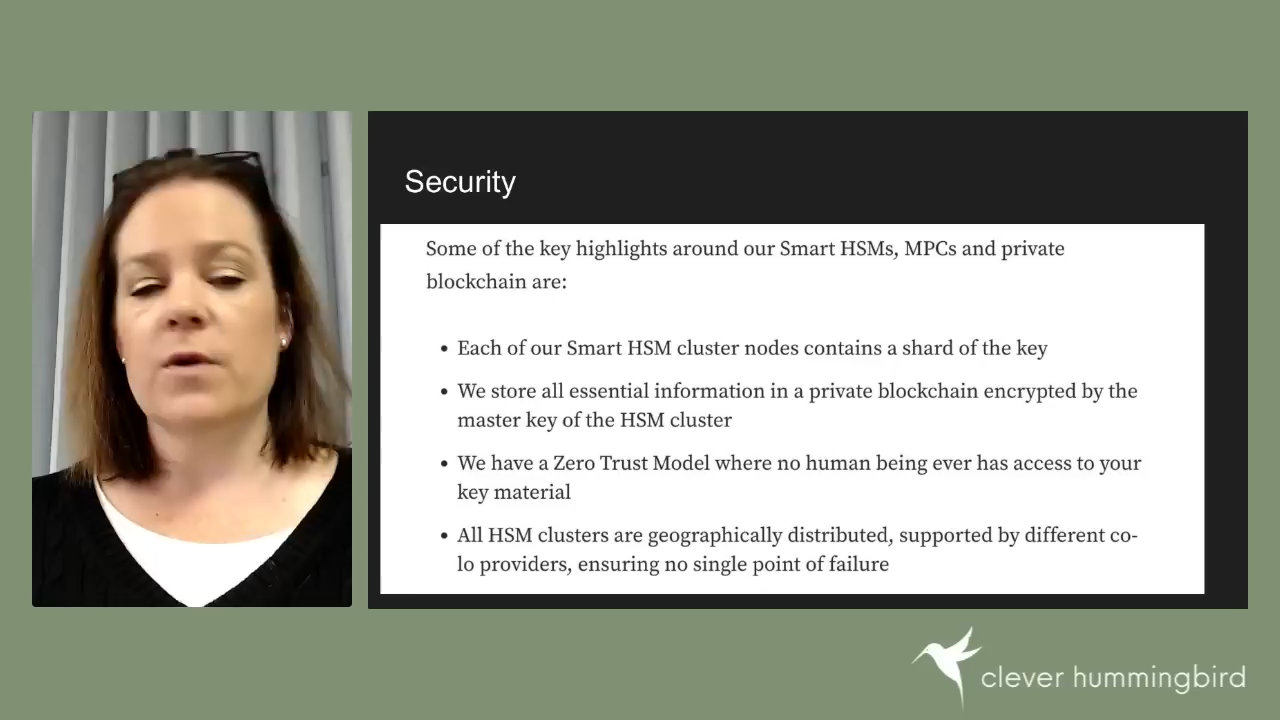 Security
Some of the key highlights around our Smart HSMs, MPCs and private
blockchain are:
• Each of our Smart HSM cluster nodes contains a shard of the key
• We store all essential information in a private blockchain encrypted by the
master key of the HSM cluster
• We have a Zero Trust Model where no human being ever has access to your
key material
• All HSM clusters are geographically distributed, supported by different co-
lo providers, ensuring no single point of failure
clever hummingbird